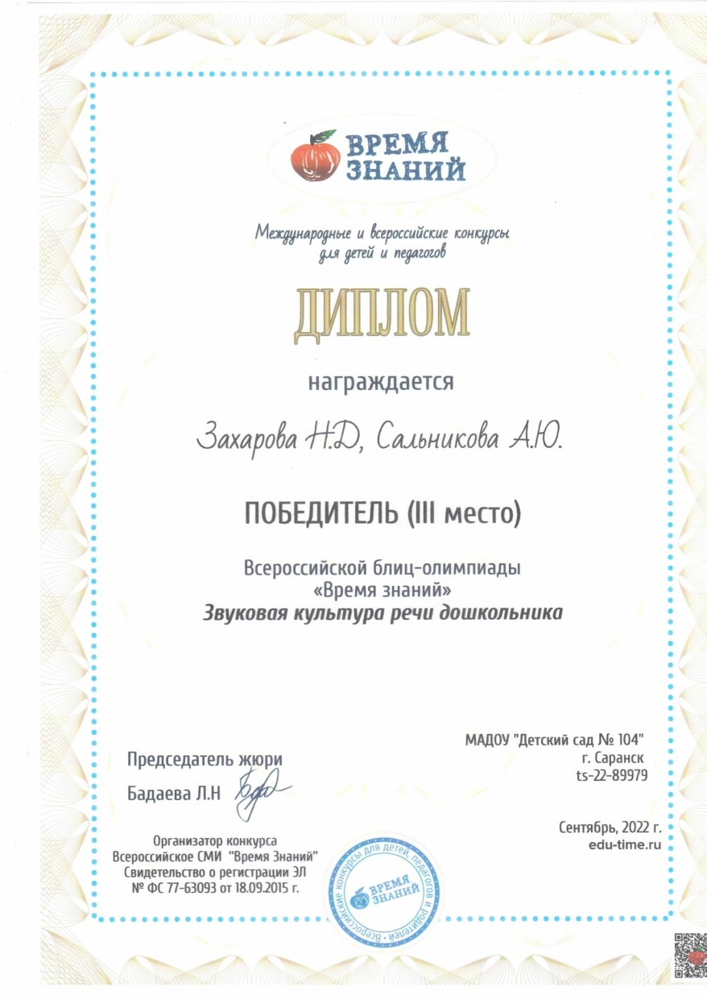 ВРЕМЯ
ЗНАНИЙ
Международные и всероссийские конкурсы
для детей и педагогов
ДИПЛОМ
награждается
Захарова Н.Д, Сальникова А.Ю.
ПОБЕДИТЕЛЬ (III место)
Всероссийской блиц-олимпиады
«Время знаний»
Звуковая культура речи дошкольника
МАДОУ "Детский сад № 104"
г. Саранск
ts-22-89979
Председатель жюри
Бадаева Л.Н
Сентябрь, 2022 г.
edu-time.ru
Организатор конкурса
Всероссийское СМИ "Время Знаний"
Свидетельство о регистрации ЭЛ
№ ФС 77-63093 от 18.09.2015 г.
Всероссийские конкурсы для детей, педагогов и родителей •
ВРЕМЯ
ЗНАНИЙ